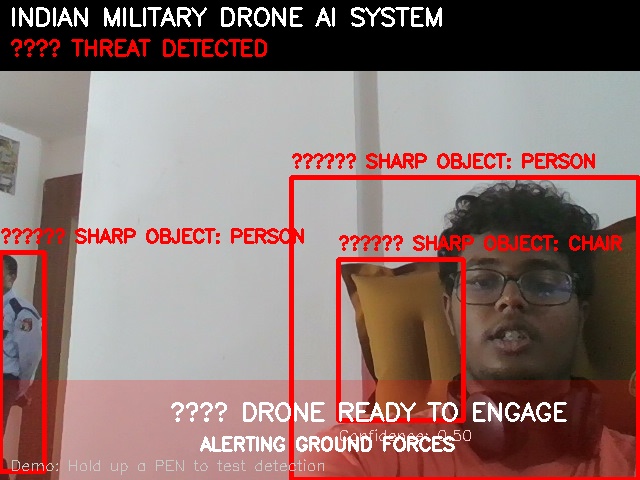 INDIAN MILITARY DRONE AI SYSTEM
???? THREAT DETECTED
?????? SHARP OBJECT: PERSON
?????? SHARP OBJECT: PERSON
?????? SHARP OBJECT: CHAIR
???? DRONE READY TO ENGAGE
Confidence: 0.50
ALERTING GROUND FORCES
Demo: Hold up a PEN to test detection